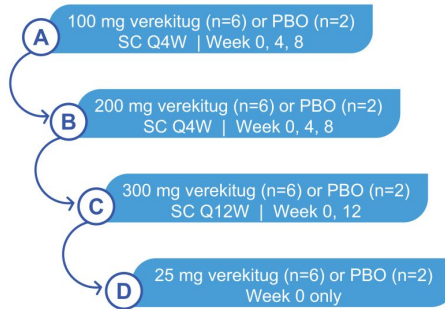 A
100 mg verekitug (n=6) or PBO (n=2)
SC Q4W | Week 0, 4, 8
B
200 mg verekitug (n=6) or PBO (n=2)
SC Q4W | Week 0, 4, 8
C
300 mg verekitug (n=6) or PBO (n=2)
SC Q12W | Week 0, 12
D
25 mg verekitug (n=6) or PBO (n=2)
Week 0 only